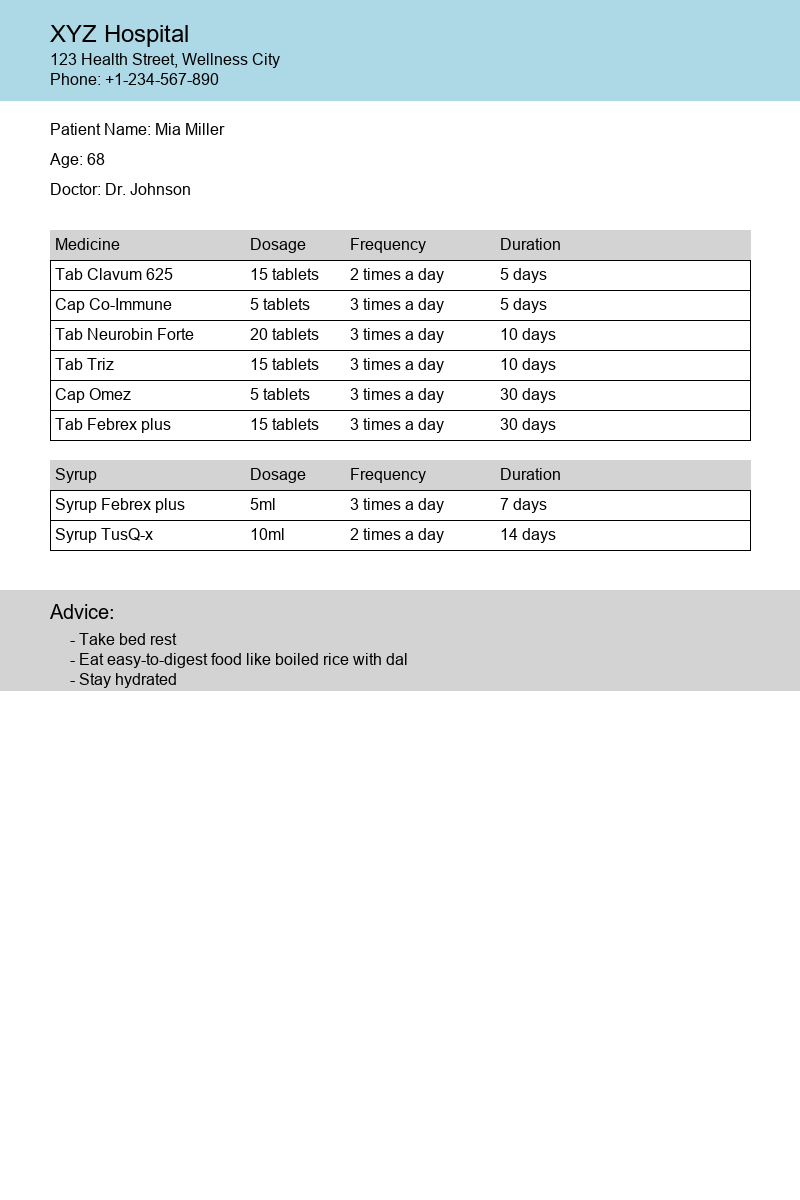 XYZ Hospital
123 Health Street, Wellness City
Phone: +1-234-567-890
Patient Name: Mia Miller
Age: 68
Doctor: Dr. Johnson
Medicine Dosage Frequency Duration
Tab Clavum 625 15 tablets 2 times a day 5 days
Cap Co-Immune 5 tablets 3 times a day 5 days
Tab Neurobin Forte 20 tablets 3 times a day 10 days
Tab Triz 15 tablets 3 times a day 10 days
Cap Omez 5 tablets 3 times a day 30 days
Tab Febrex plus 15 tablets 3 times a day 30 days
Syrup Dosage Frequency Duration
Syrup Febrex plus 5ml 3 times a day 7 days
Syrup TusQ-x 10ml 2 times a day 14 days
Advice:
- Take bed rest
- Eat easy-to-digest food like boiled rice with dal
- Stay hydrated